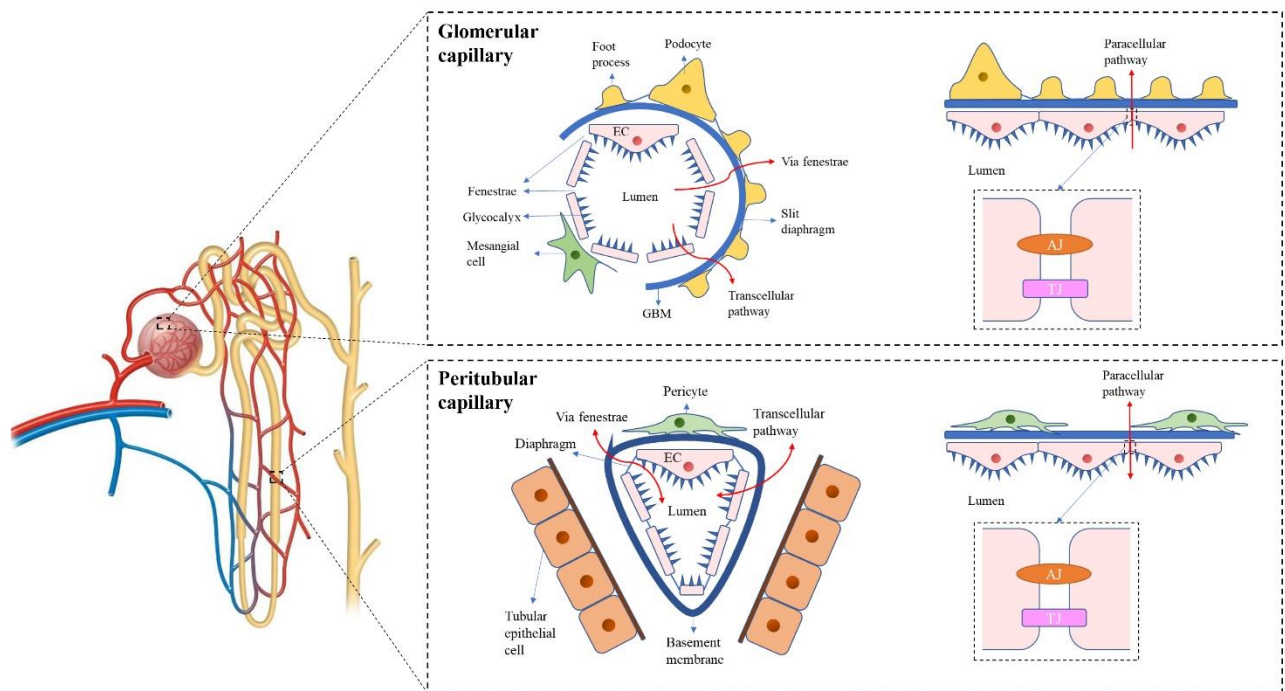 Glomerular
capillary
Foot
process
Podocyte
EC
Via fenestrae
Fenestrae
Lumen
Glycocalyx
Slit
diaphragm
Mesangial
cell
Transcellular
pathway
GBM
Paracellular
pathway
Lumen
AJ
TJ
Peritubular
capillary
Pericyte
Via fenestrae
Transcellular
pathway
Diaphragm
EC
Lumen
Tubular
epithelial
cell
Basement
membrane
Paracellular
pathway
Lumen
AJ
TJ